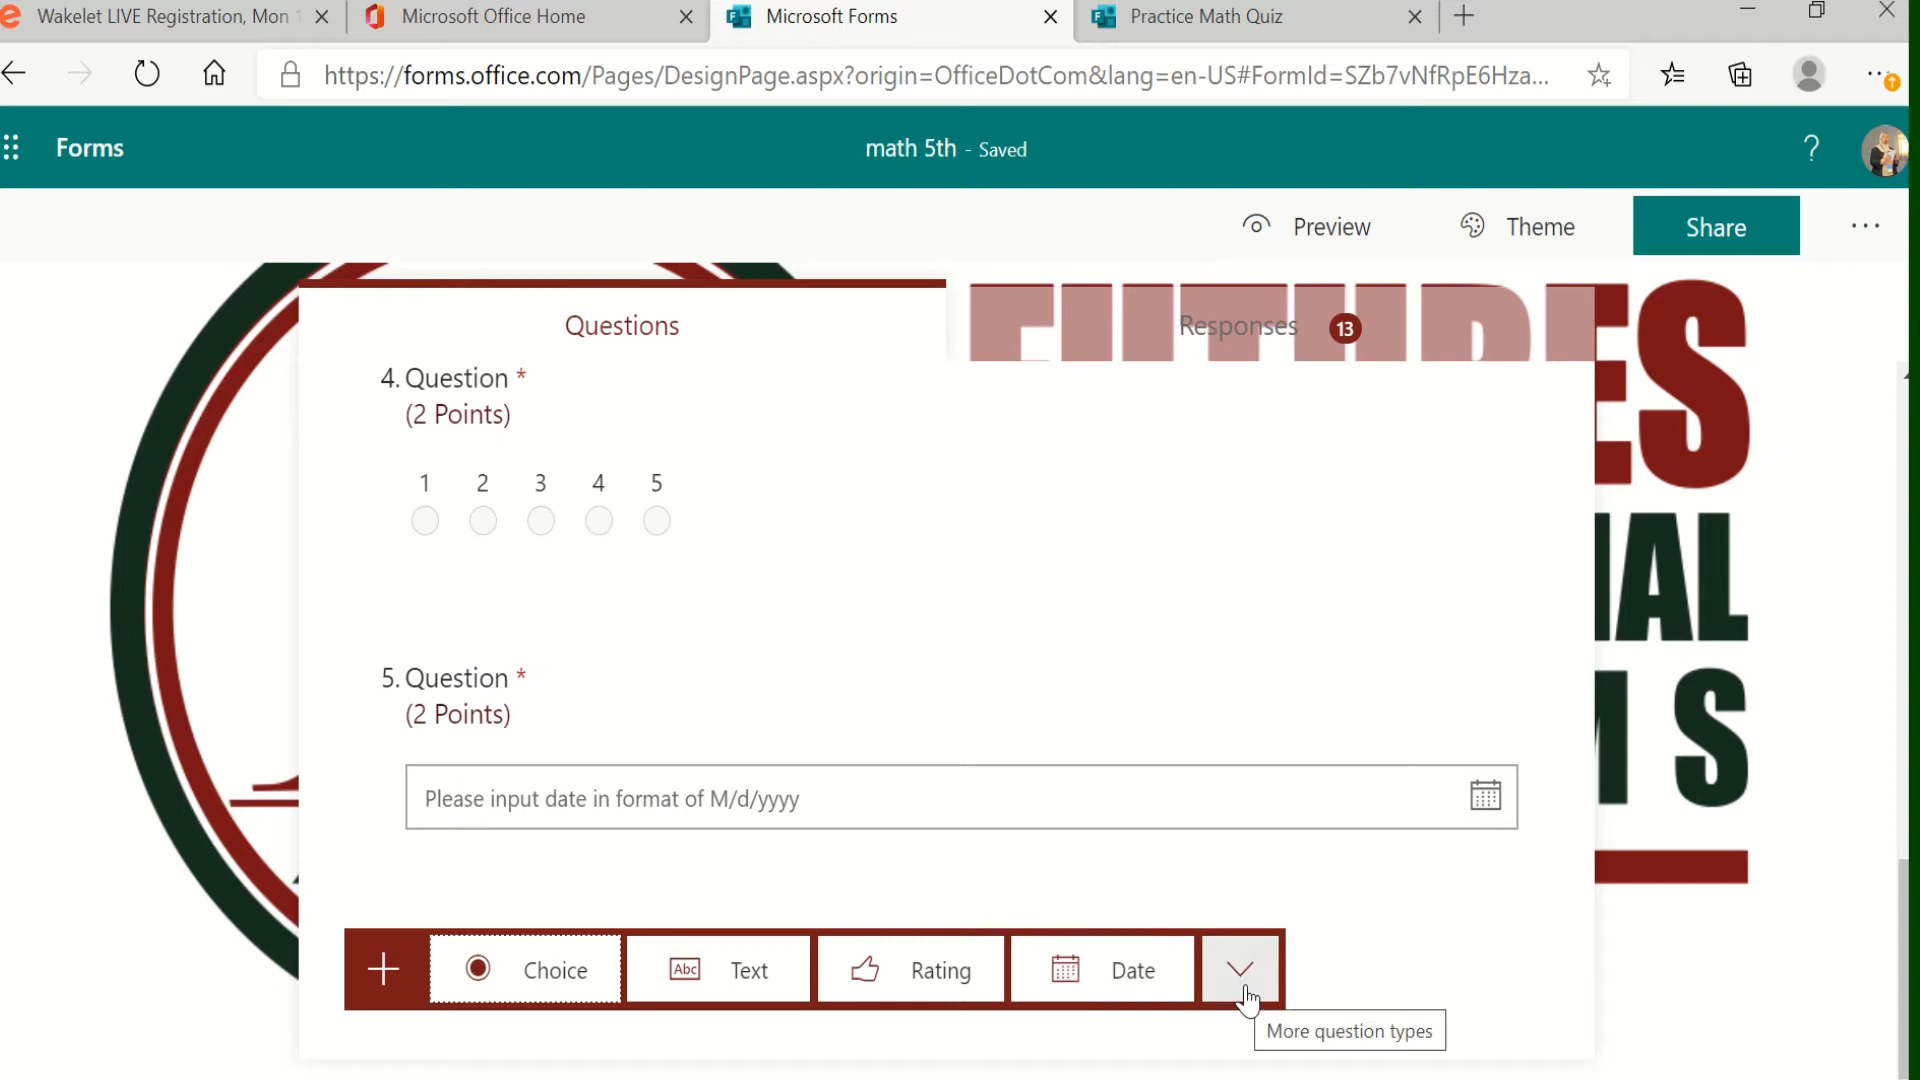 Wakelet LIVE Registration, Mon
Microsoft Office Home
Microsoft Forms
Practice Math Quiz
https://forms.office.com/Pages/DesignPage.aspx?origin=OfficeDotCom&lang=en-US#FormId=SZb7vNfRpE6Hza...
Forms
math 5th - Saved
?
Preview
Theme
Share
Questions
Responses 13
4. Question *
(2 Points)
1 2 3 4 5
5. Question *
(2 Points)
Please input date in format of M/d/yyyy
Choice
Abc Text
Rating
Date
More question types
FUTURES